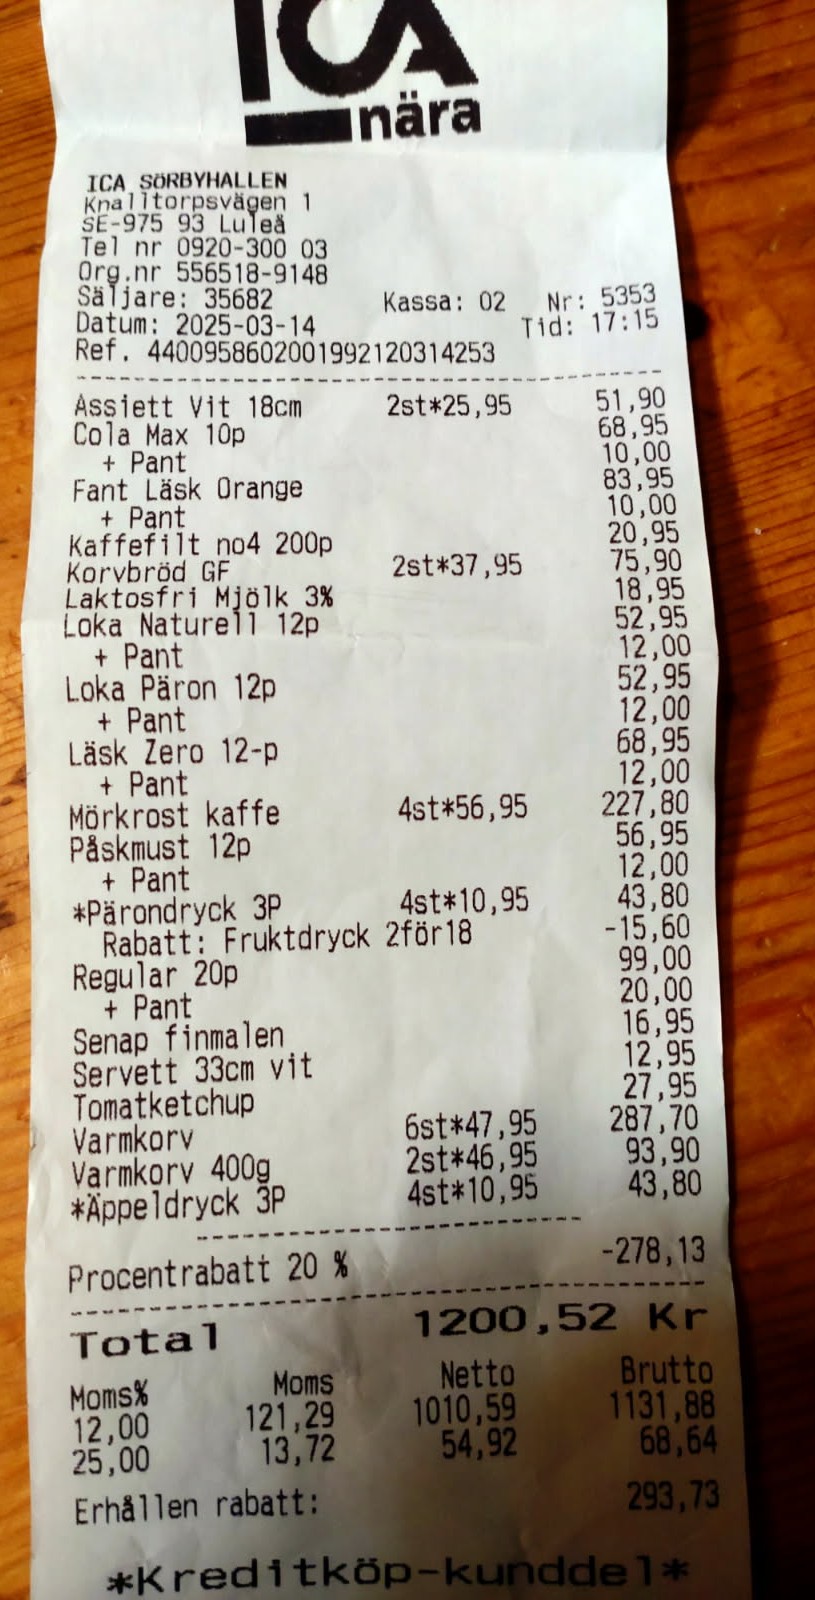 ICA
nära
ICA SÖRBYHALLEN
Knalltorpsvägen 1
SE-975 93 Luleå
Tel nr 0920-300 03
Org.nr 556518-9148
Säljare: 35682 Kassa: 02 Nr: 5353
Datum: 2025-03-14 Tid: 17:15
Ref. 44009586020019921203142​53
Assiett Vit 18cm 2st*25,95 51,90
Cola Max 10p 68,95
+ Pant 10,00
Fant Läsk Orange 83,95
+ Pant 10,00
Kaffefilt no4 200p 20,95
Korvbröd GF 2st*37,95 75,90
Laktosfri Mjölk 3% 18,95
Loka Naturell 12p 52,95
+ Pant 12,00
Loka Päron 12p 52,95
+ Pant 12,00
Läsk Zero 12-p 68,95
+ Pant 12,00
Mörkrost kaffe 4st*56,95 227,80
Påskmust 12p 56,95
+ Pant 12,00
*Pärondryck 3P 4st*10,95 43,80
Rabatt: Fruktdryck 2för18 -15,60
Regular 20p 99,00
+ Pant 20,00
Senap finmalen 16,95
Servett 33cm vit 12,95
Tomatketchup 27,95
Varmkorv 6st*47,95 287,70
Varmkorv 400g 2st*46,95 93,90
*Äppeldryck 3P 4st*10,95 43,80
Procentrabatt 20 % -278,13
Total 1200,52 Kr
Moms% Moms Netto Brutto
12,00 121,29 1010,59 1131,88
25,00 13,72 54,92 68,64
Erhållen rabatt: 293,73
*Kreditköp-kunddel*